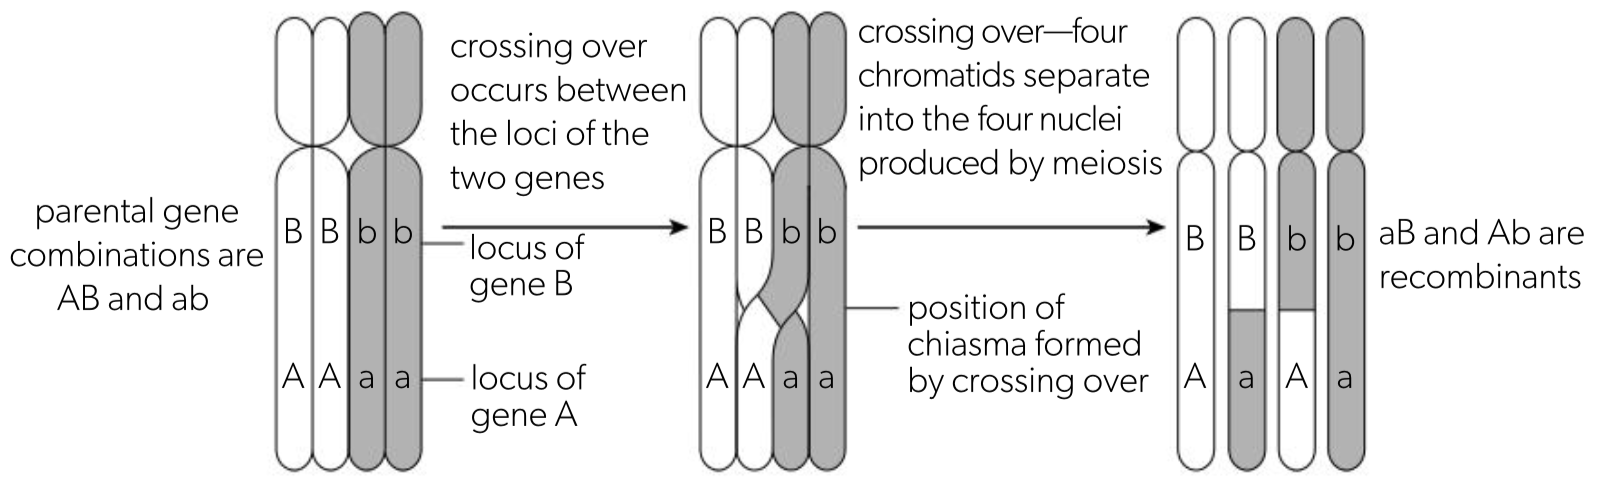 parental gene
combinations are
AB and ab
B B b b
A A a a
locus of
gene B
locus of
gene A
crossing over
occurs between
the loci of the
two genes
B B b b
A A a a
position of
chiasma formed
by crossing over
crossing over—four
chromatids separate
into the four nuclei
produced by meiosis
B B b b
A a A a
aB and Ab are
recombinants